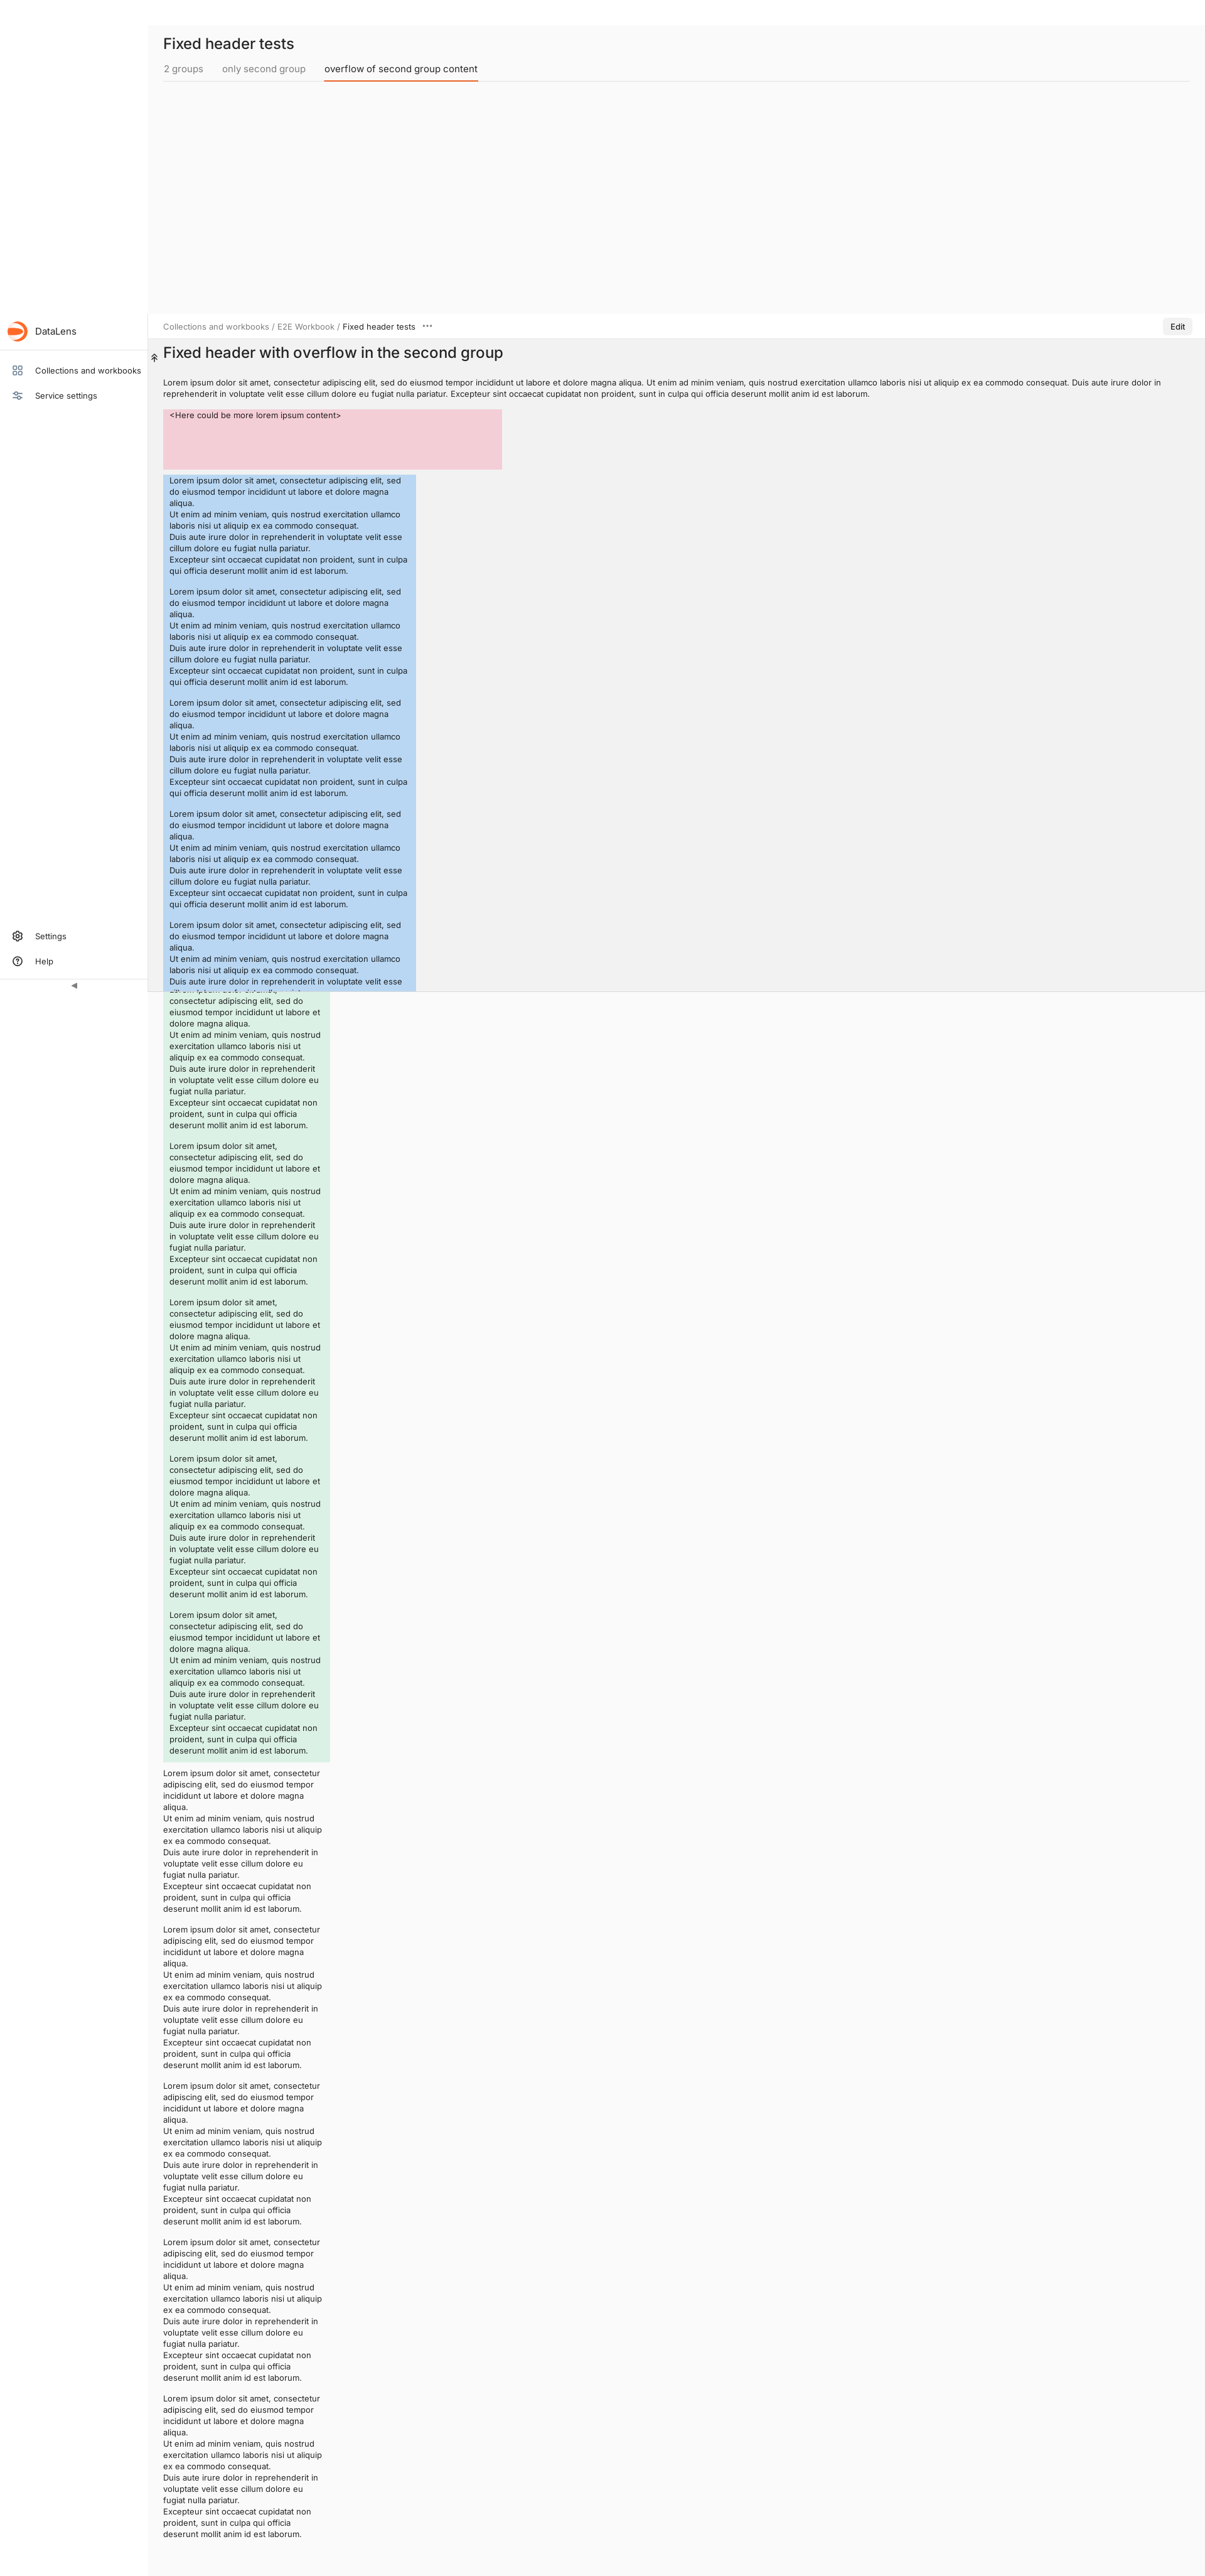 Fixed header tests
2 groups
only second group
overflow of second group content
DataLens
Collections and workbooks
Service settings
Settings
Help
Collections and workbooks / E2E Workbook / Fixed header tests
Edit
Fixed header with overflow in the second group
Lorem ipsum dolor sit amet, consectetur adipiscing elit, sed do eiusmod tempor incididunt ut labore et dolore magna aliqua. Ut enim ad minim veniam, quis nostrud exercitation ullamco laboris nisi ut aliquip ex ea commodo consequat. Duis aute irure dolor in
reprehenderit in voluptate velit esse cillum dolore eu fugiat nulla pariatur. Excepteur sint occaecat cupidatat non proident, sunt in culpa qui officia deserunt mollit anim id est laborum.
<Here could be more lorem ipsum content>
Lorem ipsum dolor sit amet, consectetur adipiscing elit, sed
do eiusmod tempor incididunt ut labore et dolore magna
aliqua.
Ut enim ad minim veniam, quis nostrud exercitation ullamco
laboris nisi ut aliquip ex ea commodo consequat.
Duis aute irure dolor in reprehenderit in voluptate velit esse
cillum dolore eu fugiat nulla pariatur.
Excepteur sint occaecat cupidatat non proident, sunt in culpa
qui officia deserunt mollit anim id est laborum.
Lorem ipsum dolor sit amet, consectetur adipiscing elit, sed
do eiusmod tempor incididunt ut labore et dolore magna
aliqua.
Ut enim ad minim veniam, quis nostrud exercitation ullamco
laboris nisi ut aliquip ex ea commodo consequat.
Duis aute irure dolor in reprehenderit in voluptate velit esse
cillum dolore eu fugiat nulla pariatur.
Excepteur sint occaecat cupidatat non proident, sunt in culpa
qui officia deserunt mollit anim id est laborum.
Lorem ipsum dolor sit amet, consectetur adipiscing elit, sed
do eiusmod tempor incididunt ut labore et dolore magna
aliqua.
Ut enim ad minim veniam, quis nostrud exercitation ullamco
laboris nisi ut aliquip ex ea commodo consequat.
Duis aute irure dolor in reprehenderit in voluptate velit esse
cillum dolore eu fugiat nulla pariatur.
Excepteur sint occaecat cupidatat non proident, sunt in culpa
qui officia deserunt mollit anim id est laborum.
Lorem ipsum dolor sit amet, consectetur adipiscing elit, sed
do eiusmod tempor incididunt ut labore et dolore magna
aliqua.
Ut enim ad minim veniam, quis nostrud exercitation ullamco
laboris nisi ut aliquip ex ea commodo consequat.
Duis aute irure dolor in reprehenderit in voluptate velit esse
cillum dolore eu fugiat nulla pariatur.
Excepteur sint occaecat cupidatat non proident, sunt in culpa
qui officia deserunt mollit anim id est laborum.
Lorem ipsum dolor sit amet, consectetur adipiscing elit, sed
do eiusmod tempor incididunt ut labore et dolore magna
aliqua.
Ut enim ad minim veniam, quis nostrud exercitation ullamco
laboris nisi ut aliquip ex ea commodo consequat.
Duis aute irure dolor in reprehenderit in voluptate velit esse
consectetur adipiscing elit, sed do
eiusmod tempor incididunt ut labore et
dolore magna aliqua.
Ut enim ad minim veniam, quis nostrud
exercitation ullamco laboris nisi ut
aliquip ex ea commodo consequat.
Duis aute irure dolor in reprehenderit
in voluptate velit esse cillum dolore eu
fugiat nulla pariatur.
Excepteur sint occaecat cupidatat non
proident, sunt in culpa qui officia
deserunt mollit anim id est laborum.
Lorem ipsum dolor sit amet,
consectetur adipiscing elit, sed do
eiusmod tempor incididunt ut labore et
dolore magna aliqua.
Ut enim ad minim veniam, quis nostrud
exercitation ullamco laboris nisi ut
aliquip ex ea commodo consequat.
Duis aute irure dolor in reprehenderit
in voluptate velit esse cillum dolore eu
fugiat nulla pariatur.
Excepteur sint occaecat cupidatat non
proident, sunt in culpa qui officia
deserunt mollit anim id est laborum.
Lorem ipsum dolor sit amet,
consectetur adipiscing elit, sed do
eiusmod tempor incididunt ut labore et
dolore magna aliqua.
Ut enim ad minim veniam, quis nostrud
exercitation ullamco laboris nisi ut
aliquip ex ea commodo consequat.
Duis aute irure dolor in reprehenderit
in voluptate velit esse cillum dolore eu
fugiat nulla pariatur.
Excepteur sint occaecat cupidatat non
proident, sunt in culpa qui officia
deserunt mollit anim id est laborum.
Lorem ipsum dolor sit amet,
consectetur adipiscing elit, sed do
eiusmod tempor incididunt ut labore et
dolore magna aliqua.
Ut enim ad minim veniam, quis nostrud
exercitation ullamco laboris nisi ut
aliquip ex ea commodo consequat.
Duis aute irure dolor in reprehenderit
in voluptate velit esse cillum dolore eu
fugiat nulla pariatur.
Excepteur sint occaecat cupidatat non
proident, sunt in culpa qui officia
deserunt mollit anim id est laborum.
Lorem ipsum dolor sit amet,
consectetur adipiscing elit, sed do
eiusmod tempor incididunt ut labore et
dolore magna aliqua.
Ut enim ad minim veniam, quis nostrud
exercitation ullamco laboris nisi ut
aliquip ex ea commodo consequat.
Duis aute irure dolor in reprehenderit
in voluptate velit esse cillum dolore eu
fugiat nulla pariatur.
Excepteur sint occaecat cupidatat non
proident, sunt in culpa qui officia
deserunt mollit anim id est laborum.
Lorem ipsum dolor sit amet, consectetur
adipiscing elit, sed do eiusmod tempor
incididunt ut labore et dolore magna
aliqua.
Ut enim ad minim veniam, quis nostrud
exercitation ullamco laboris nisi ut aliquip
ex ea commodo consequat.
Duis aute irure dolor in reprehenderit in
voluptate velit esse cillum dolore eu
fugiat nulla pariatur.
Excepteur sint occaecat cupidatat non
proident, sunt in culpa qui officia
deserunt mollit anim id est laborum.
Lorem ipsum dolor sit amet, consectetur
adipiscing elit, sed do eiusmod tempor
incididunt ut labore et dolore magna
aliqua.
Ut enim ad minim veniam, quis nostrud
exercitation ullamco laboris nisi ut aliquip
ex ea commodo consequat.
Duis aute irure dolor in reprehenderit in
voluptate velit esse cillum dolore eu
fugiat nulla pariatur.
Excepteur sint occaecat cupidatat non
proident, sunt in culpa qui officia
deserunt mollit anim id est laborum.
Lorem ipsum dolor sit amet, consectetur
adipiscing elit, sed do eiusmod tempor
incididunt ut labore et dolore magna
aliqua.
Ut enim ad minim veniam, quis nostrud
exercitation ullamco laboris nisi ut aliquip
ex ea commodo consequat.
Duis aute irure dolor in reprehenderit in
voluptate velit esse cillum dolore eu
fugiat nulla pariatur.
Excepteur sint occaecat cupidatat non
proident, sunt in culpa qui officia
deserunt mollit anim id est laborum.
Lorem ipsum dolor sit amet, consectetur
adipiscing elit, sed do eiusmod tempor
incididunt ut labore et dolore magna
aliqua.
Ut enim ad minim veniam, quis nostrud
exercitation ullamco laboris nisi ut aliquip
ex ea commodo consequat.
Duis aute irure dolor in reprehenderit in
voluptate velit esse cillum dolore eu
fugiat nulla pariatur.
Excepteur sint occaecat cupidatat non
proident, sunt in culpa qui officia
deserunt mollit anim id est laborum.
Lorem ipsum dolor sit amet, consectetur
adipiscing elit, sed do eiusmod tempor
incididunt ut labore et dolore magna
aliqua.
Ut enim ad minim veniam, quis nostrud
exercitation ullamco laboris nisi ut aliquip
ex ea commodo consequat.
Duis aute irure dolor in reprehenderit in
voluptate velit esse cillum dolore eu
fugiat nulla pariatur.
Excepteur sint occaecat cupidatat non
proident, sunt in culpa qui officia
deserunt mollit anim id est laborum.